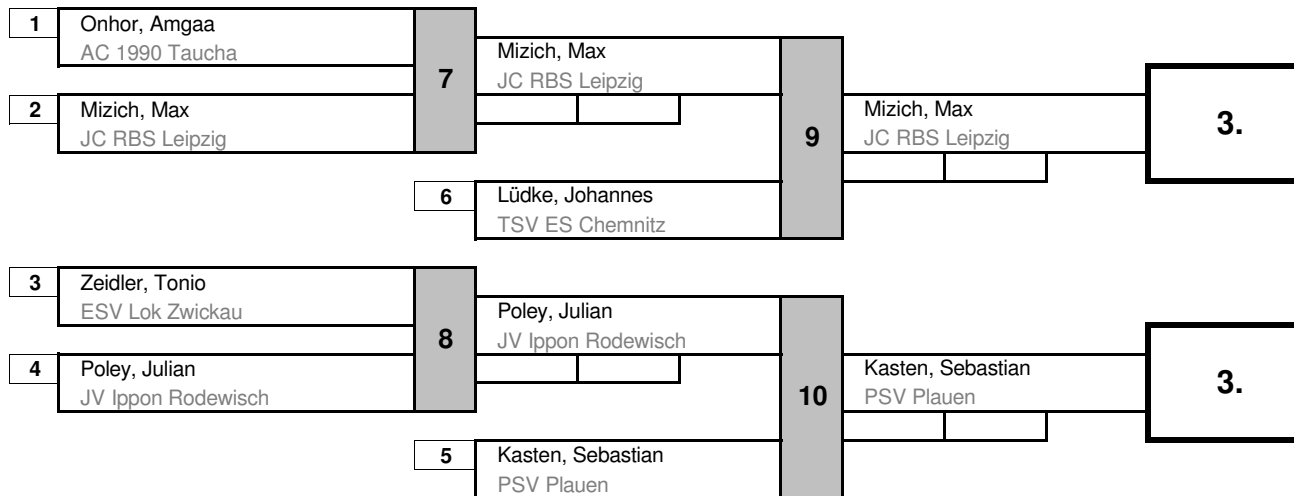 1
Onhor, Amgaa
AC 1990 Taucha
7
Mizich, Max
JC RBS Leipzig
2
Mizich, Max
JC RBS Leipzig
9
Mizich, Max
JC RBS Leipzig
3.
6
Lüdke, Johannes
TSV ES Chemnitz
3
Zeidler, Tonio
ESV Lok Zwickau
8
Poley, Julian
JV Ippon Rodewisch
4
Poley, Julian
JV Ippon Rodewisch
10
Kasten, Sebastian
PSV Plauen
3.
5
Kasten, Sebastian
PSV Plauen